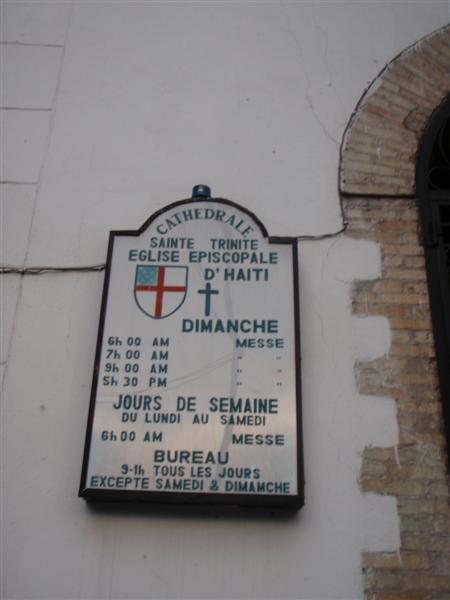 CATHEDRALE
SAINTE TRINITE
EGLISE EPISCOPALE
D'HAITI
DIMANCHE
6h 00 AM MESSE
7h 00 AM "
9h 00 AM "
5h 30 PM "
JOURS DE SEMAINE
DU LUNDI AU SAMEDI
6h 00 AM MESSE
BUREAU
9-1h TOUS LES JOURS
EXCEPTE SAMEDI & DIMANCHE